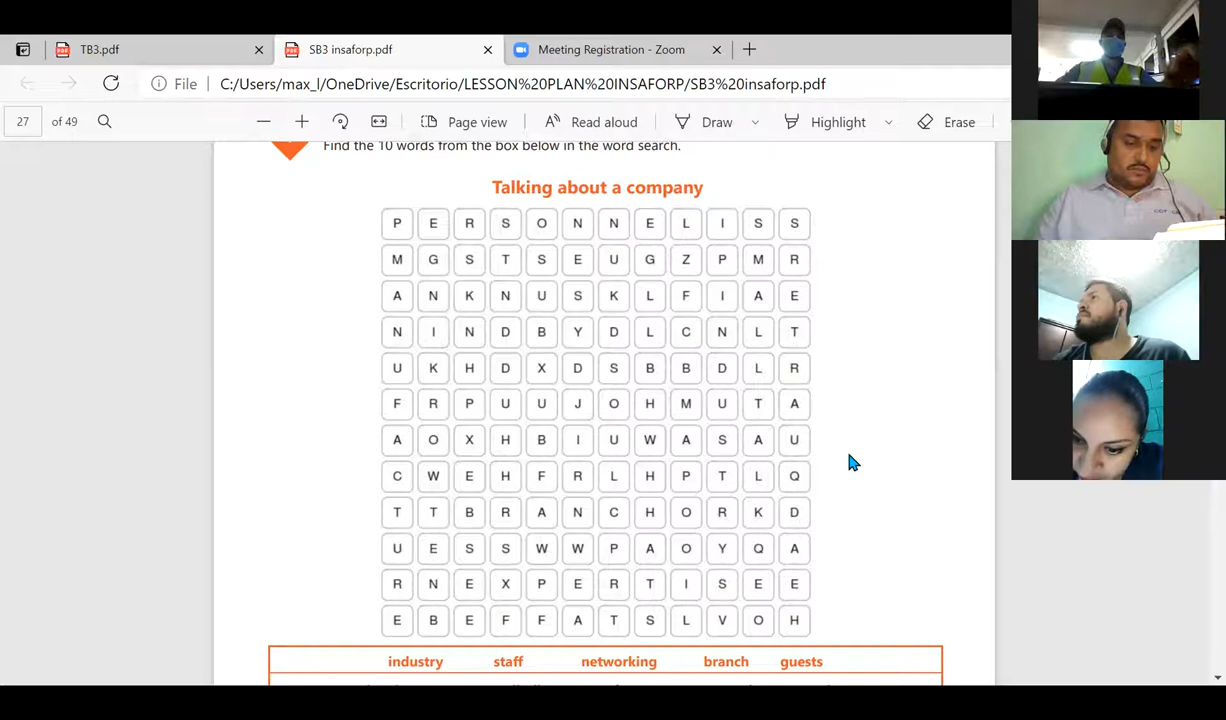 TB3.pdf
SB3 insaforp.pdf
Meeting Registration - Zoom
File
C:/Users/max_l/OneDrive/Escritorio/LESSON%20PLAN%20INSAFORP/SB3%20insaforp.pdf
27 of 49
Page view
Read aloud
Draw
Highlight
Erase
Find the 10 words from the box below in the word search.
Talking about a company
P E R S O N N E L I S S
M G S T S E U G Z P M R
A N K N U S K L F I A E
N I N D B Y D L C N L T
U K H D X D S B B D L R
F R P U U J O H M U T A
A O X H B I U W A S A U
C W E H F R L H P T L Q
T T B R A N C H O R K D
U E S S W W P A O Y Q A
R N E X P E R T I S E E
E B E F F A T S L V O H
industry staff networking branch guests